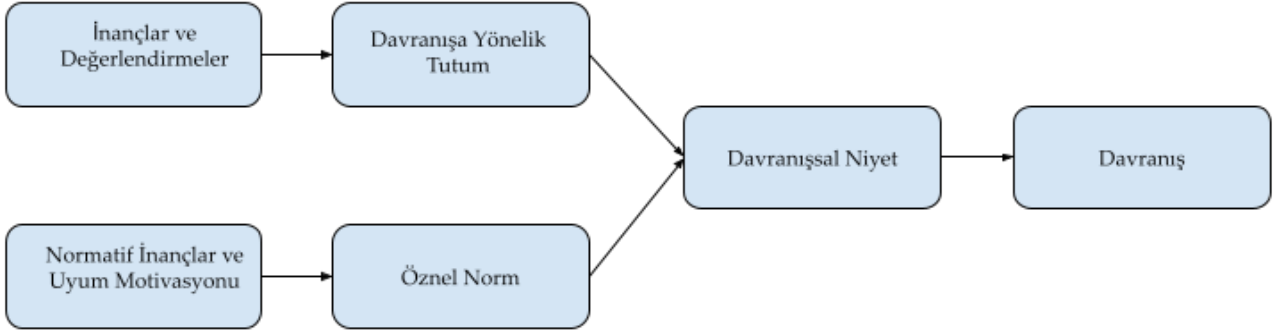 İnançlar ve
Değerlendirmeler
Davranışa Yönelik
Tutum
Davranışsal Niyet
Davranış
Normatif İnançlar ve
Uyum Motivasyonu
Öznel Norm